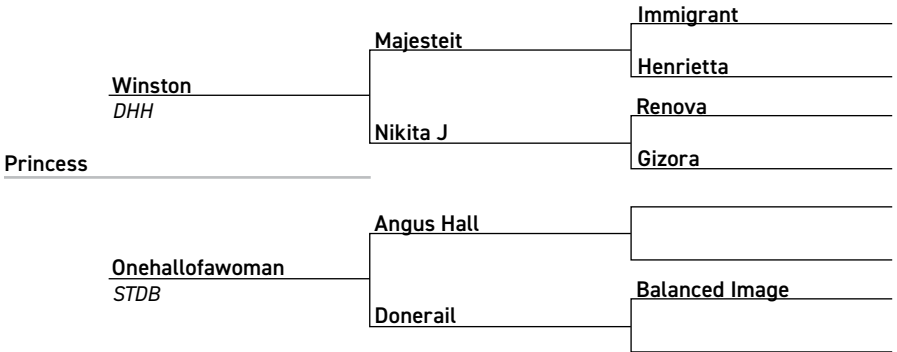 Immigrant
Majesteit
Henrietta
Winston
DHH
Renova
Nikita J
Gizora
Princess
Angus Hall
Onehallofawoman
STDB
Balanced Image
Donerail